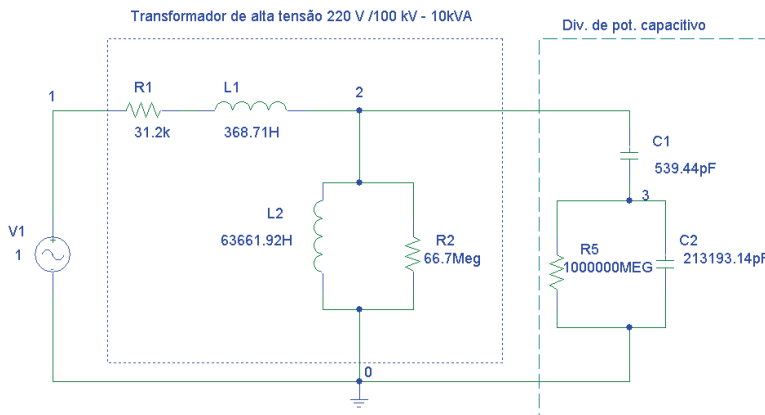 Transformador de alta tensão 220 V /100 kV - 10kVA
Div. de pot. capacitivo
1
R1
L1
2
31.2k
368.71H
C1
539.44pF
3
L2
63661.92H
R2
66.7Meg
V1
1
R5
1000000MEG
C2
213193.14pF
0